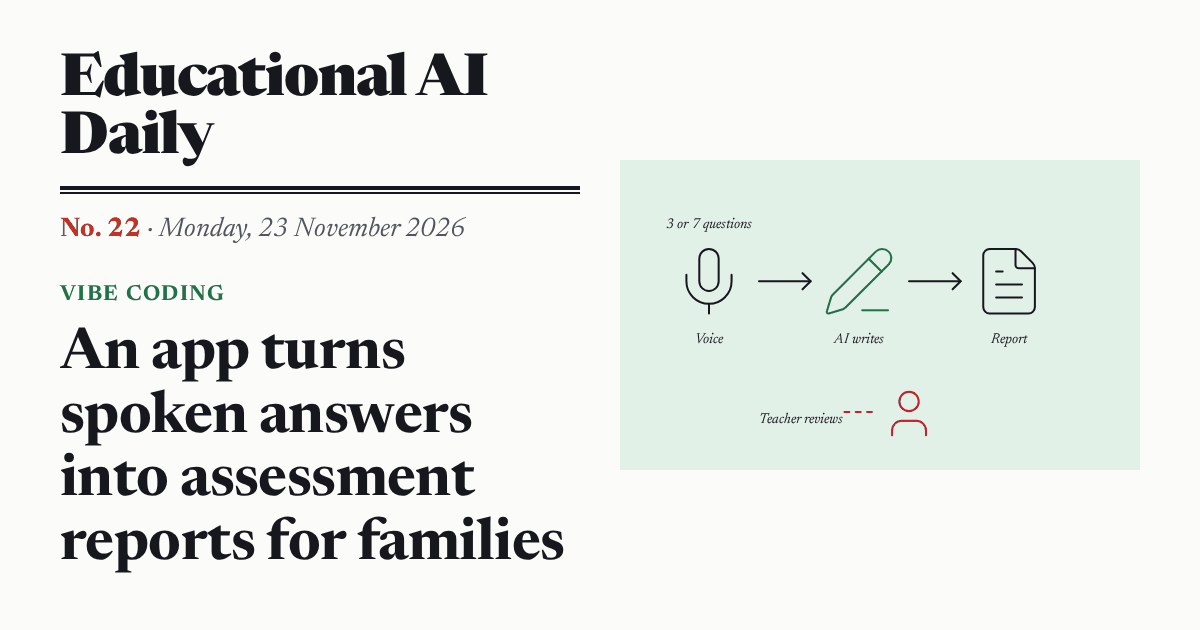 Educational AI
Daily
No. 22 · Monday, 23 November 2026
VIBE CODING
An app turns
spoken answers
into assessment
reports for families
3 or 7 questions
Voice
AI writes
Report
Teacher reviews